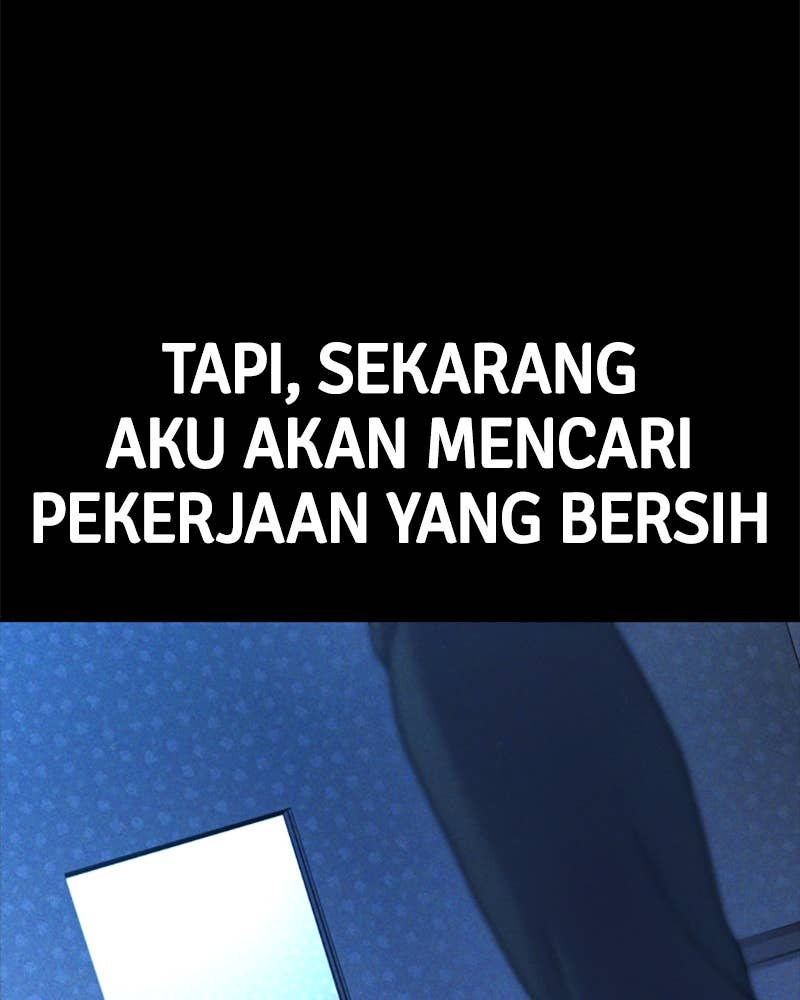 TAPI, SEKARANG
AKU AKAN MENCARI
PEKERJAAN YANG BERSIH